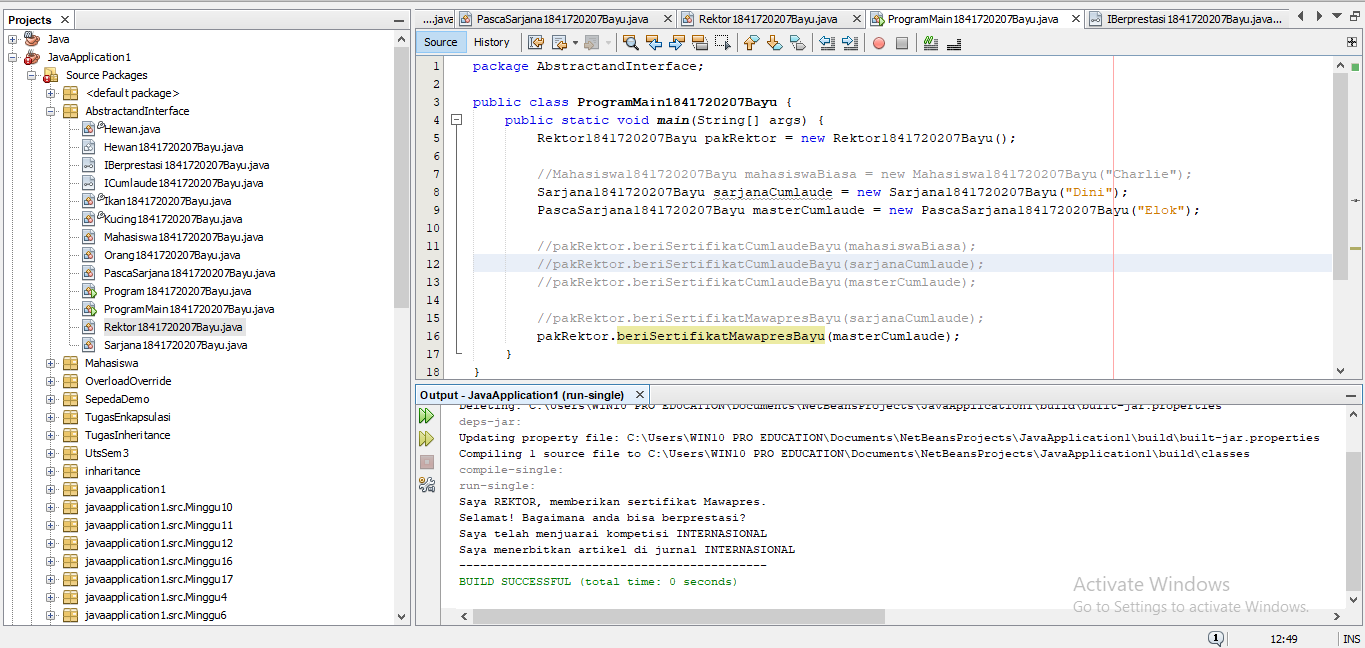 Projects
Java
JavaApplication1
Source Packages
<default package>
AbstractandInterface
Hewan.java
Hewan1841720207Bayu.java
IBerprestasi1841720207Bayu.java
ICumlaude1841720207Bayu.java
Ikan1841720207Bayu.java
Kucing1841720207Bayu.java
Mahasiswa1841720207Bayu.java
Orang1841720207Bayu.java
PascaSarjana1841720207Bayu.java
Program1841720207Bayu.java
ProgramMain1841720207Bayu.java
Rektor1841720207Bayu.java
Sarjana1841720207Bayu.java
Mahasiswa
OverloadOverride
SepedaDemo
TugasEnkapsulasi
TugasInheritance
UtsSem3
inharitance
javaapplication1
javaapplication1.src.Minggu10
javaapplication1.src.Minggu11
javaapplication1.src.Minggu12
javaapplication1.src.Minggu16
javaapplication1.src.Minggu17
javaapplication1.src.Minggu4
javaapplication1.src.Minggu6
....java PascaSarjana1841720207Bayu.java Rektor1841720207Bayu.java ProgramMain1841720207Bayu.java IBerprestasi1841720207Bayu.java...
Source History
1 package AbstractandInterface;
2
3 public class ProgramMain1841720207Bayu {
4 public static void main(String[] args) {
5 Rektor1841720207Bayu pakRektor = new Rektor1841720207Bayu();
6
7 //Mahasiswa1841720207Bayu mahasiswaBiasa = new Mahasiswa1841720207Bayu("Charlie");
8 Sarjana1841720207Bayu sarjanaCumlaude = new Sarjana1841720207Bayu("Dini");
9 PascaSarjana1841720207Bayu masterCumlaude = new PascaSarjana1841720207Bayu("Elok");
10
11 //pakRektor.beriSertifikatCumlaudeBayu(mahasiswaBiasa);
12 //pakRektor.beriSertifikatCumlaudeBayu(sarjanaCumlaude);
13 //pakRektor.beriSertifikatCumlaudeBayu(masterCumlaude);
14
15 //pakRektor.beriSertifikatMawapresBayu(sarjanaCumlaude);
16 pakRektor.beriSertifikatMawapresBayu(masterCumlaude);
17 }
18 }
Output - JavaApplication1 (run-single)
Deleting: C:\Users\WIN10 PRO EDUCATION\Documents\NetBeansProjects\JavaApplication1\build\built-jar.properties
deps-jar:
Updating property file: C:\Users\WIN10 PRO EDUCATION\Documents\NetBeansProjects\JavaApplication1\build\built-jar.properties
Compiling 1 source file to C:\Users\WIN10 PRO EDUCATION\Documents\NetBeansProjects\JavaApplication1\build\classes
compile-single:
run-single:
Saya REKTOR, memberikan sertifikat Mawapres.
Selamat! Bagaimana anda bisa berprestasi?
Saya telah menjuarai kompetisi INTERNASIONAL
Saya menerbitkan artikel di jurnal INTERNASIONAL
-----------------------------------------
BUILD SUCCESSFUL (total time: 0 seconds)
Activate Windows
Go to Settings to activate Windows.
1 12:49 INS